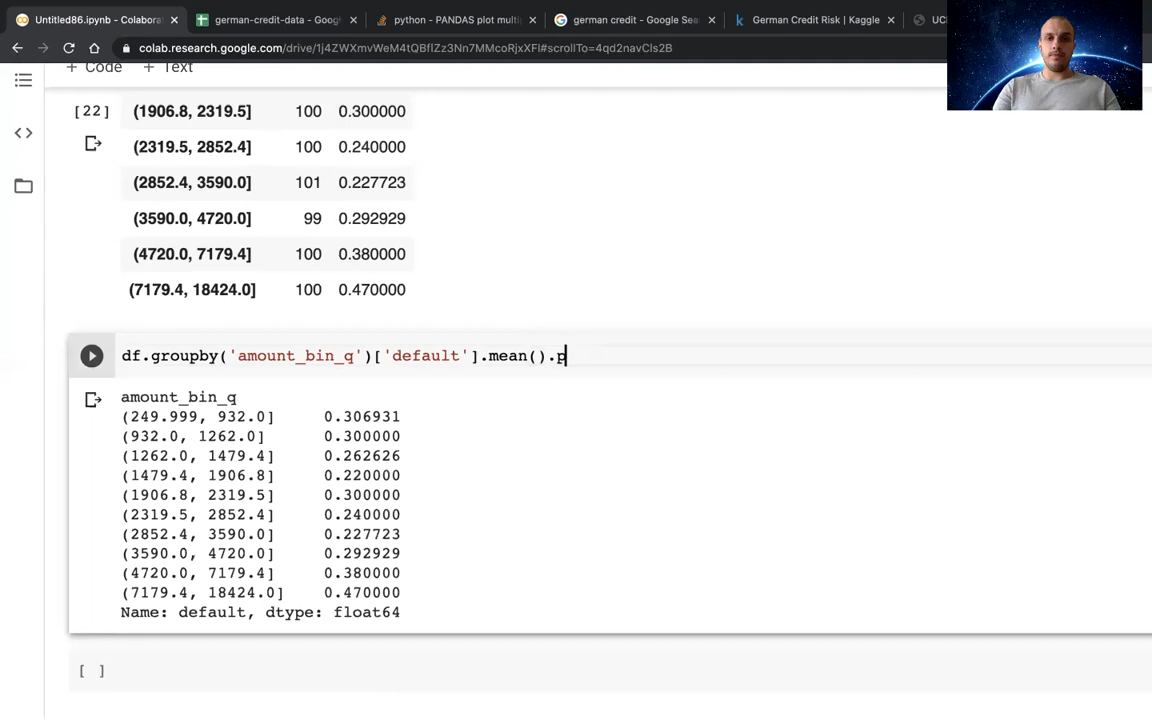 Untitled86.ipynb - Colabora
german-credit-data - Goog
python - PANDAS plot multi
german credit - Google Sea
German Credit Risk | Kaggle
UCI
colab.research.google.com/drive/1j4ZWXmvWeM4tQBflZz3Nn7MMcoRjxXFl#scrollTo=4qd2navCls2B
+ Code + Text
[22] (1906.8, 2319.5] 100 0.300000
(2319.5, 2852.4] 100 0.240000
(2852.4, 3590.0] 101 0.227723
(3590.0, 4720.0] 99 0.292929
(4720.0, 7179.4] 100 0.380000
(7179.4, 18424.0] 100 0.470000
df.groupby('amount_bin_q')['default'].mean().p
amount_bin_q
(249.999, 932.0] 0.306931
(932.0, 1262.0] 0.300000
(1262.0, 1479.4] 0.262626
(1479.4, 1906.8] 0.220000
(1906.8, 2319.5] 0.300000
(2319.5, 2852.4] 0.240000
(2852.4, 3590.0] 0.227723
(3590.0, 4720.0] 0.292929
(4720.0, 7179.4] 0.380000
(7179.4, 18424.0] 0.470000
Name: default, dtype: float64
[ ]